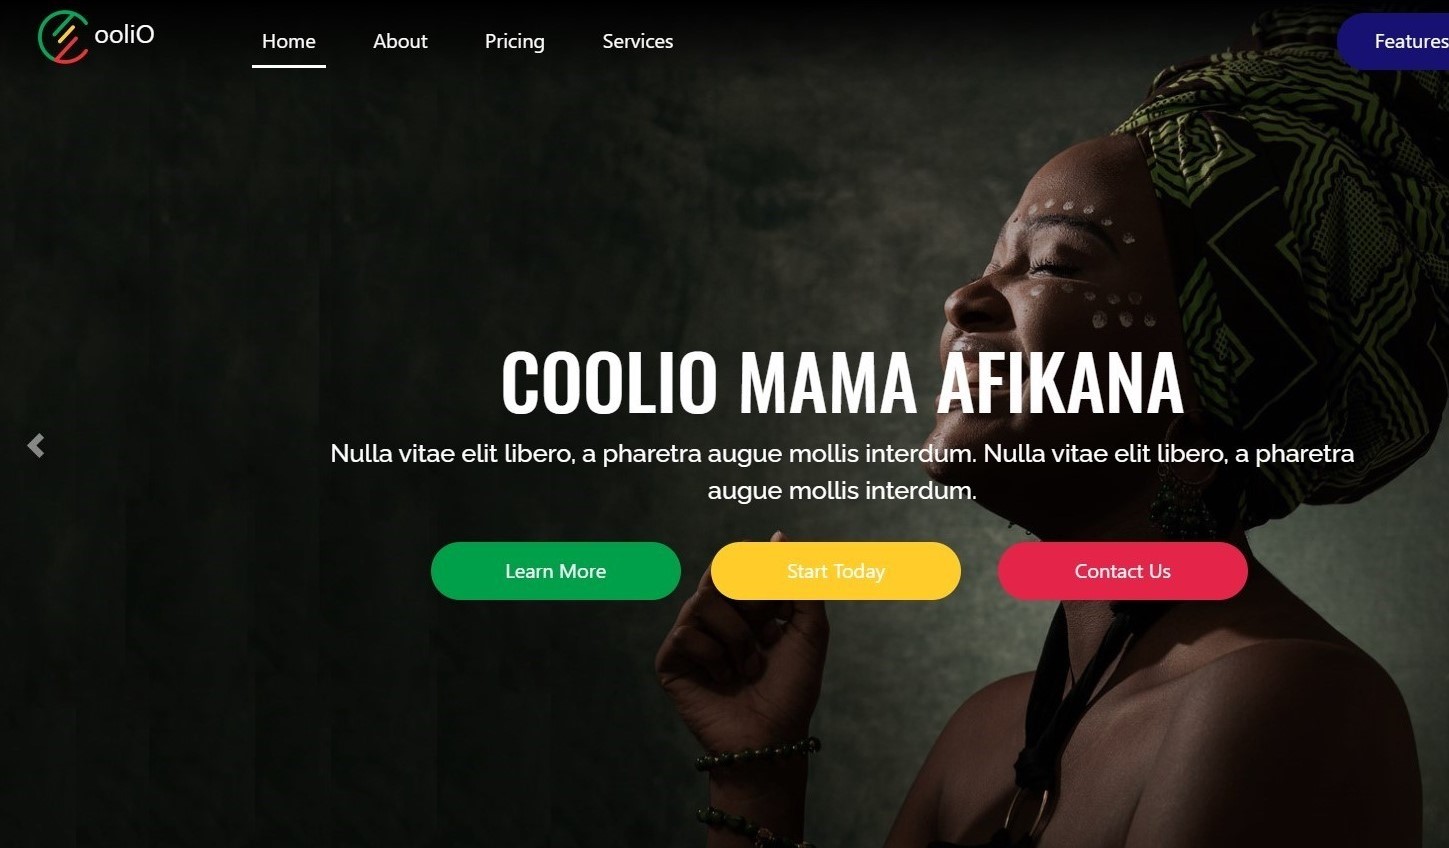 ooliO
Home About Pricing Services Features
COOLIO MAMA AFIKANA
Nulla vitae elit libero, a pharetra augue mollis interdum. Nulla vitae elit libero, a pharetra
augue mollis interdum.
Learn More Start Today Contact Us